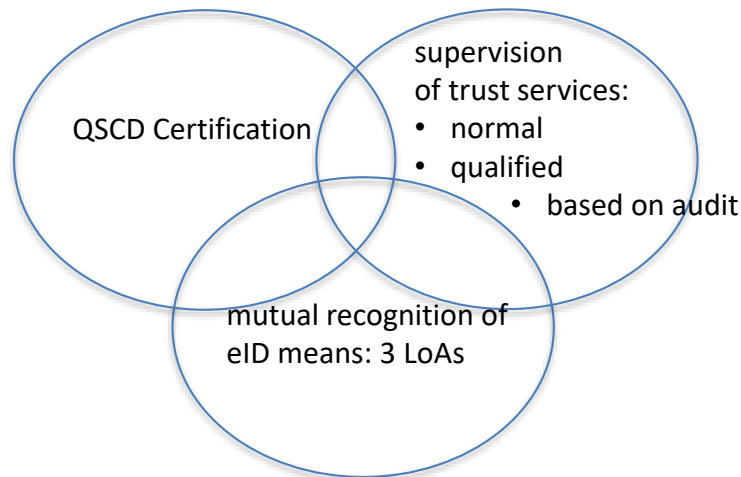 supervision
of trust services:
QSCD Certification
• normal
• qualified
• based on audit
mutual recognition of
eID means: 3 LoAs